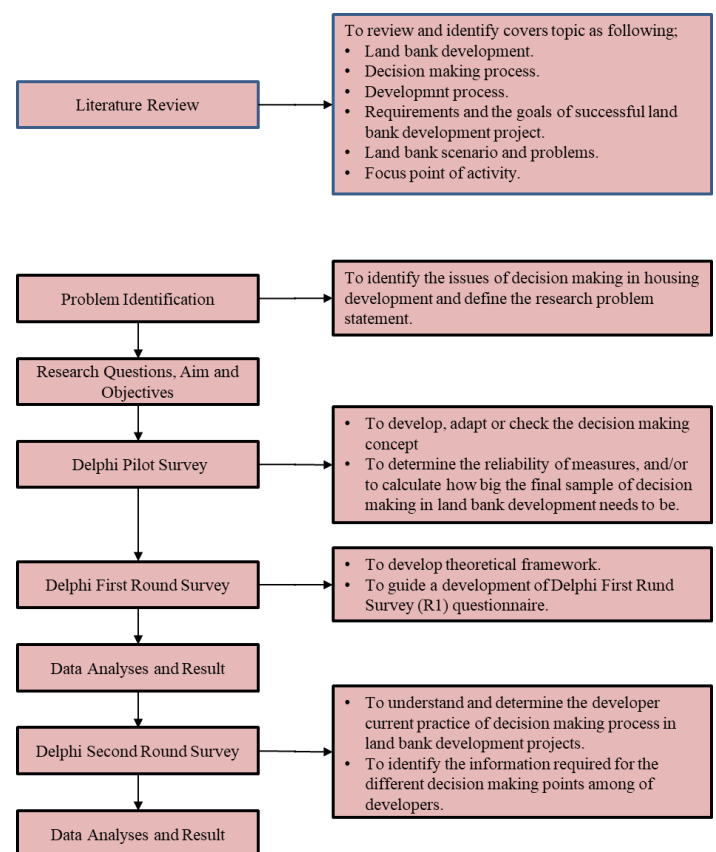 Literature Review
To review and identify covers topic as following;
• Land bank development.
• Decision making process.
• Developmnt process.
• Requirements and the goals of successful land
bank development project.
• Land bank scenario and problems.
• Focus point of activity.
Problem Identification
To identify the issues of decision making in housing
development and define the research problem
statement.
Research Questions, Aim and
Objectives
Delphi Pilot Survey
• To develop, adapt or check the decision making
concept
• To determine the reliability of measures, and/or
to calculate how big the final sample of decision
making in land bank development needs to be.
Delphi First Round Survey
• To develop theoretical framework.
• To guide a development of Delphi First Rund
Survey (R1) questionnaire.
Data Analyses and Result
Delphi Second Round Survey
• To understand and determine the developer
current practice of decision making process in
land bank development projects.
• To identify the information required for the
different decision making points among of
developers.
Data Analyses and Result